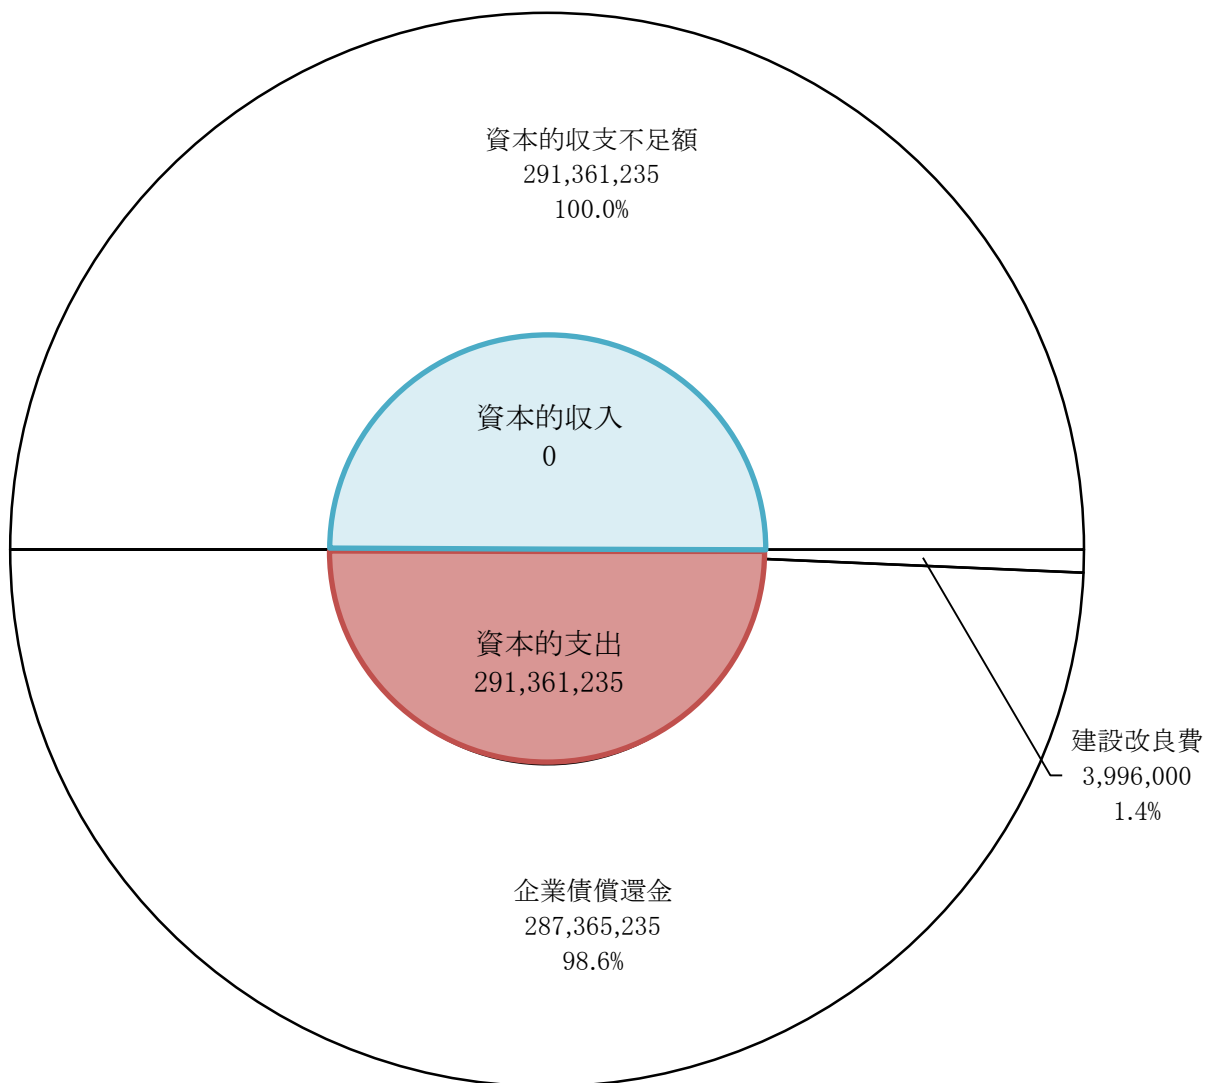 資本的収支不足額
291,361,235
100.0%
資本的収入
0
資本的支出
291,361,235
建設改良費
3,996,000
1.4%
企業債償還金
287,365,235
98.6%